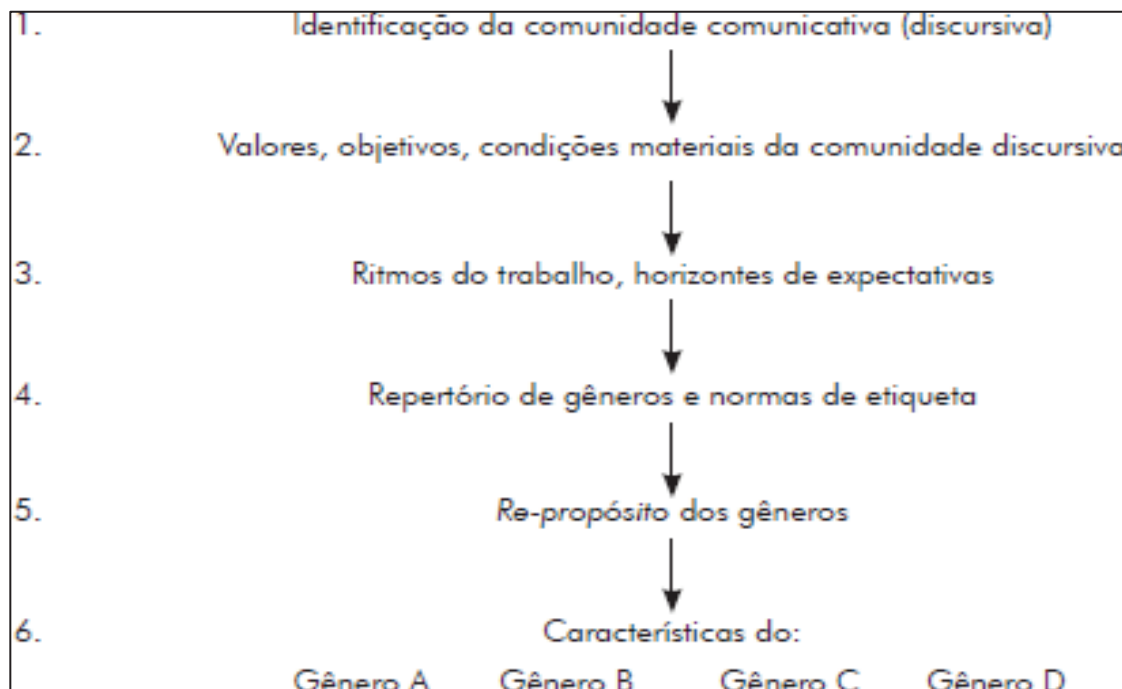 1. Identificação da comunidade comunicativa (discursiva)
2. Valores, objetivos, condições materiais da comunidade discursiva
3. Ritmos do trabalho, horizontes de expectativas
4. Repertório de gêneros e normas de etiqueta
5. Re-propósito dos gêneros
6. Características do:
Gênero A Gênero B Gênero C Gênero D